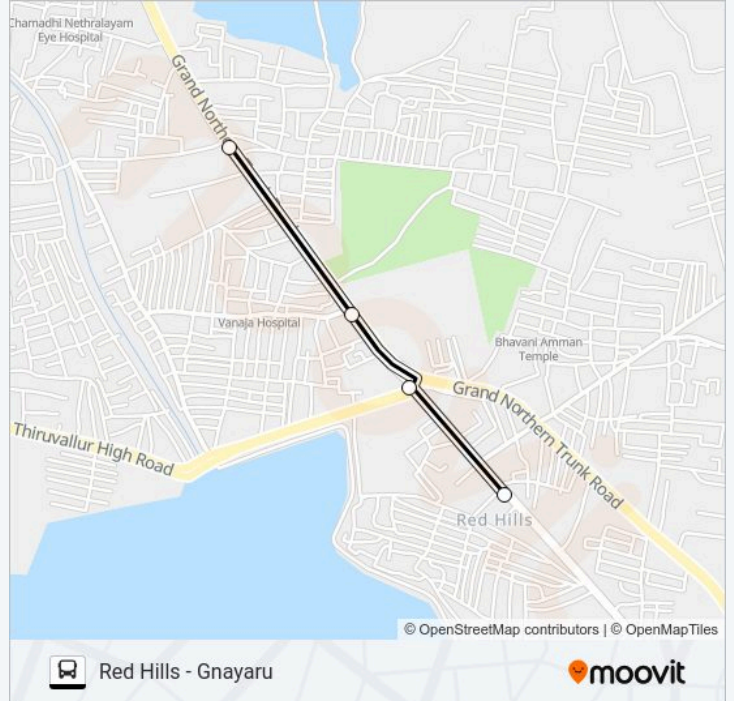 Chamadhi Nethralayam
Eye Hospital
Grand North
Vanaja Hospital
Bhavani Amman
Temple
Grand Northern Trunk Road
Thiruvallur High Road
Red Hills
© OpenStreetMap contributors | © OpenMapTiles
Red Hills - Gnayaru
moovit